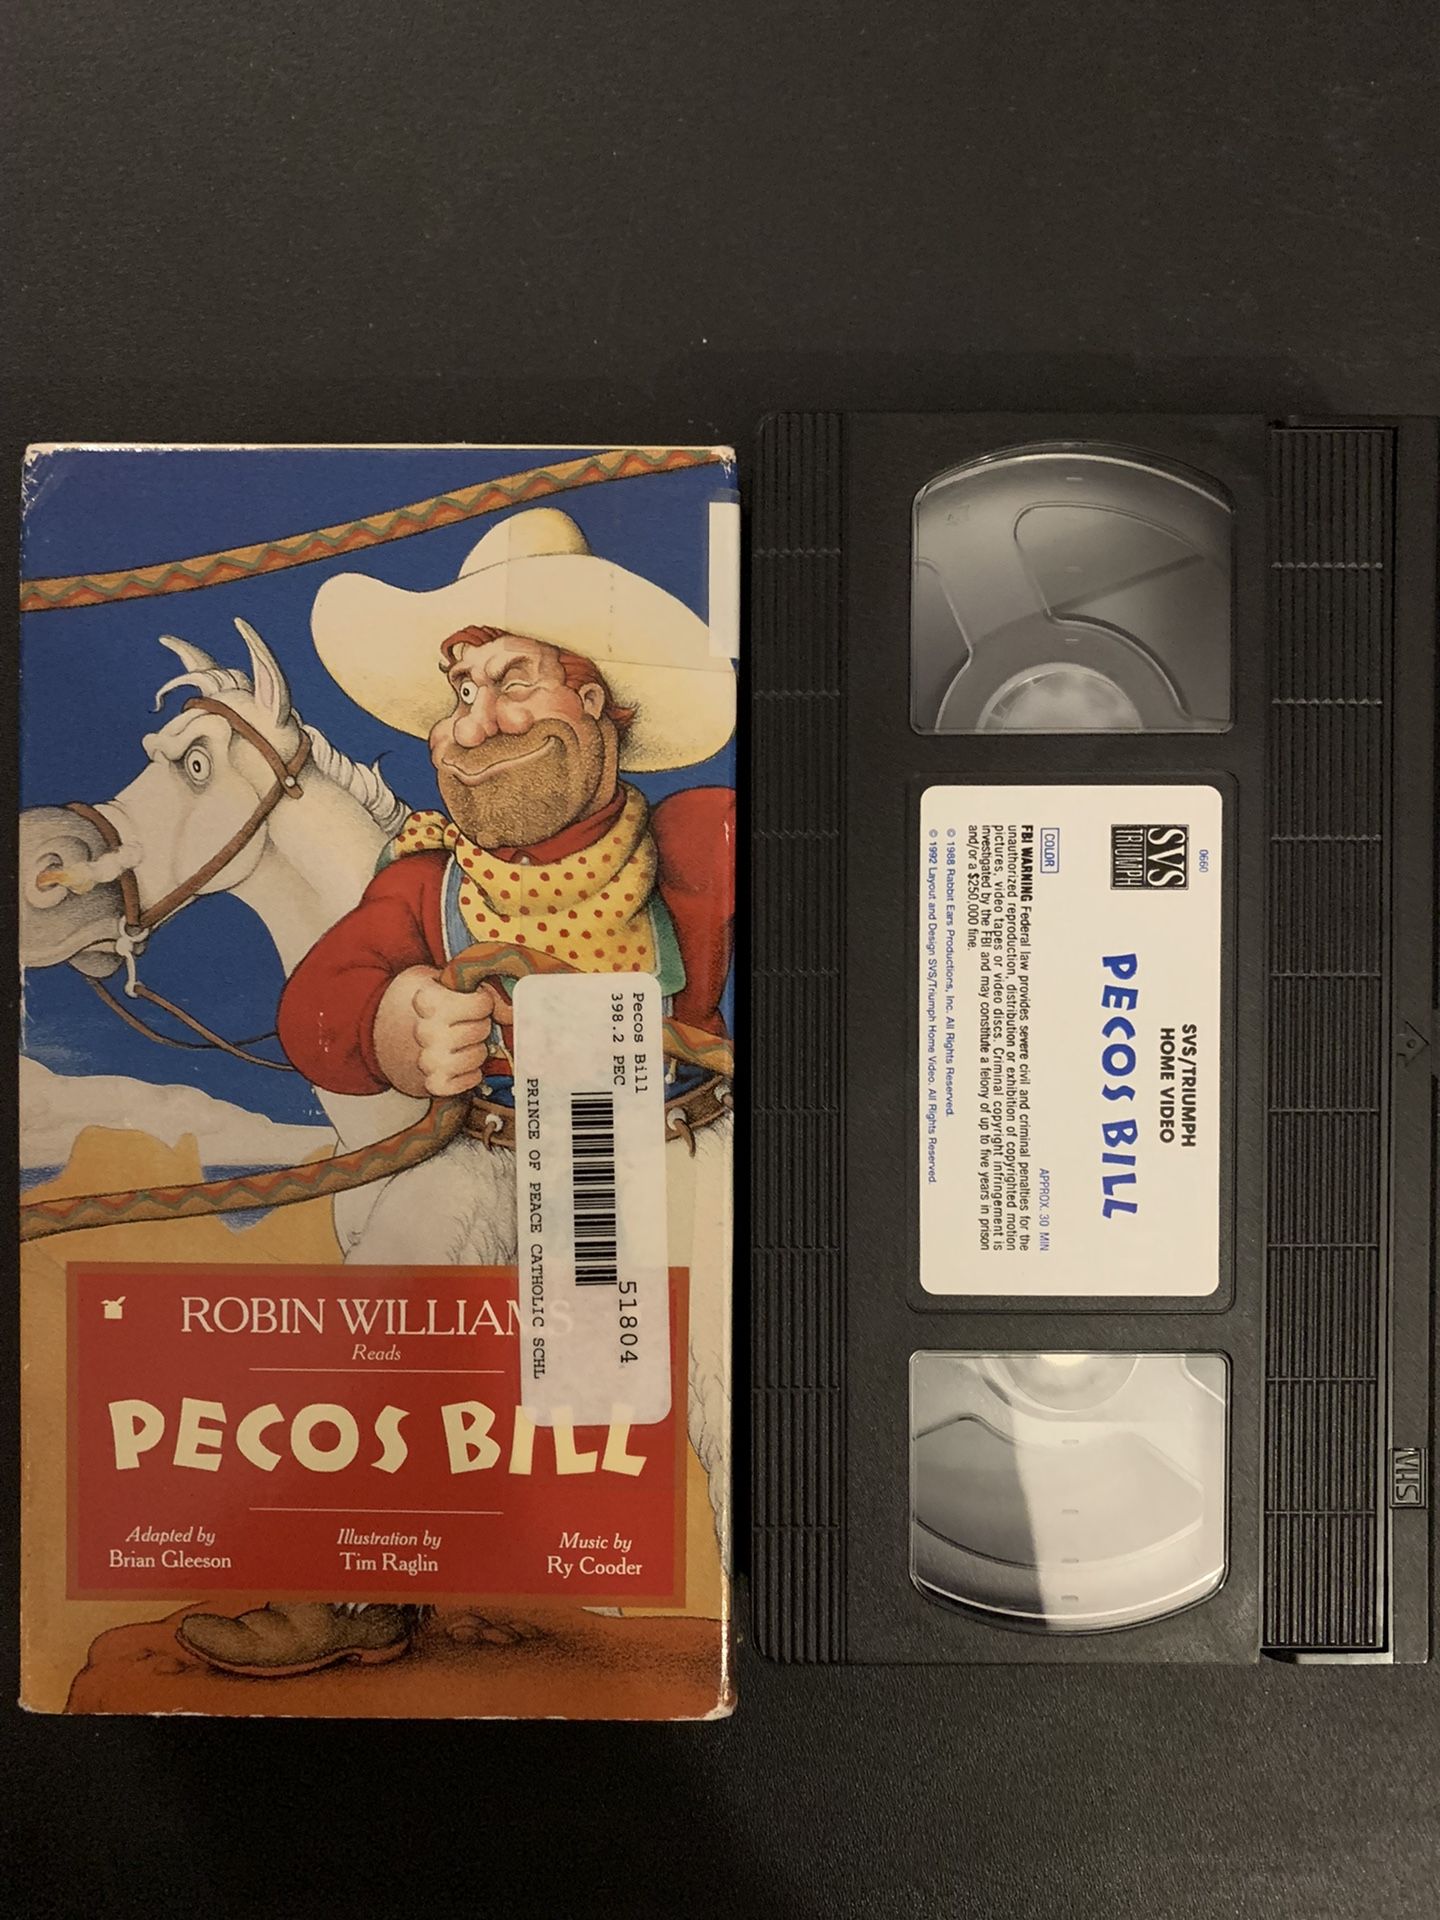 Pecos Bill
398.2 PEC
51804
PRINCE OF PEACE CATHOLIC SCHL
ROBIN WILLIAMS
Reads
PECOS BILL
Adapted by
Brian Gleeson
Illustration by
Tim Raglin
Music by
Ry Cooder
0660
SVS
TRIUMPH
SVS/TRIUMPH
HOME VIDEO
PECOS BILL
COLOR
APPROX. 30 MIN
FBI WARNING Federal law provides severe civil and criminal penalties for the
unauthorized reproduction, distribution or exhibition of copyrighted motion
pictures, video tapes or video discs. Criminal copyright infringement is
investigated by the FBI and may constitute a felony of up to five years in prison
and/or a $250,000 fine.
© 1988 Rabbit Ears Productions, Inc. All Rights Reserved.
© 1992 Layout and Design SVS/Triumph Home Video. All Rights Reserved.
VHS